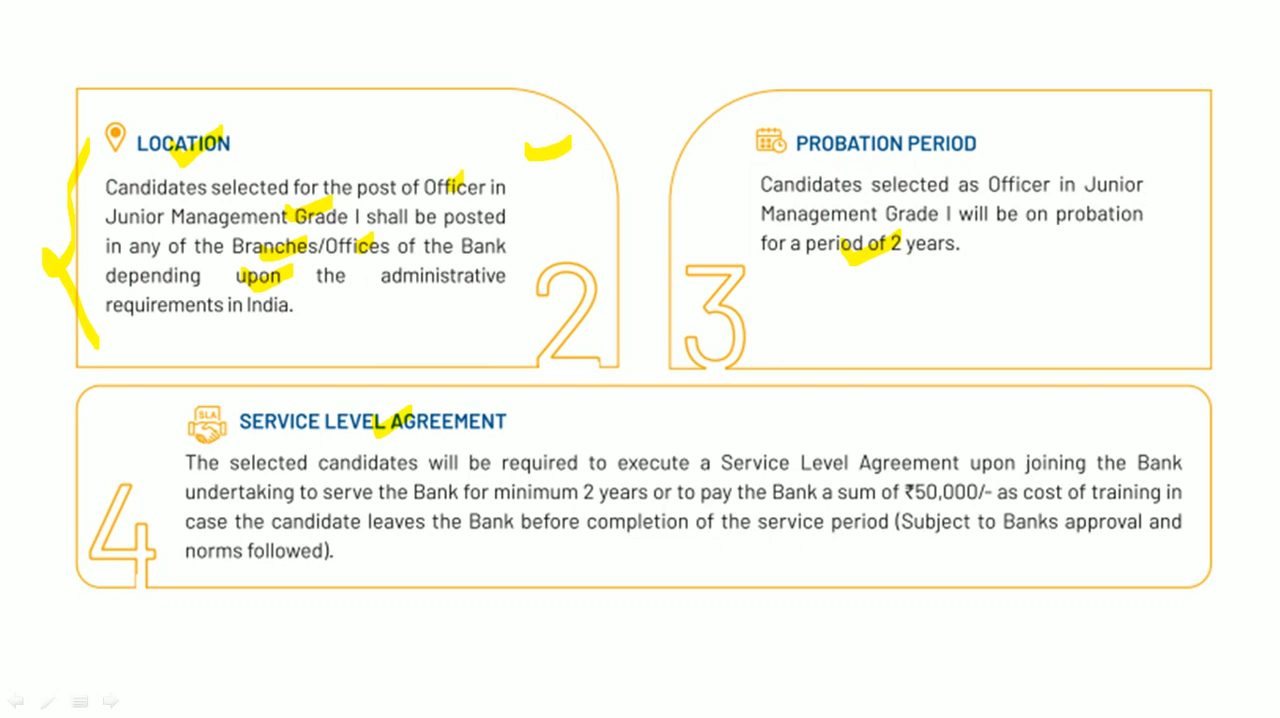 LOCATION
Candidates selected for the post of Officer in
Junior Management Grade I shall be posted
in any of the Branches/Offices of the Bank
depending upon the administrative
requirements in India.
2
PROBATION PERIOD
Candidates selected as Officer in Junior
Management Grade I will be on probation
for a period of 2 years.
3
SLA
SERVICE LEVEL AGREEMENT
The selected candidates will be required to execute a Service Level Agreement upon joining the Bank
undertaking to serve the Bank for minimum 2 years or to pay the Bank a sum of ₹50,000/- as cost of training in
case the candidate leaves the Bank before completion of the service period (Subject to Banks approval and
norms followed).
4